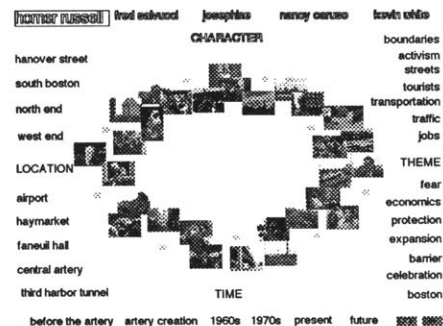 homer russell fred salvucci josephine nancy caruso kevin white
CHARACTER
hanover street
south boston
north end
west end
LOCATION
airport
haymarket
faneuil hall
central artery
third harbor tunnel
boundaries
activism
streets
tourists
transportation
traffic
jobs
THEME
fear
economics
protection
expansion
barrier
celebration
boston
TIME
before the artery artery creation 1960s 1970s present future